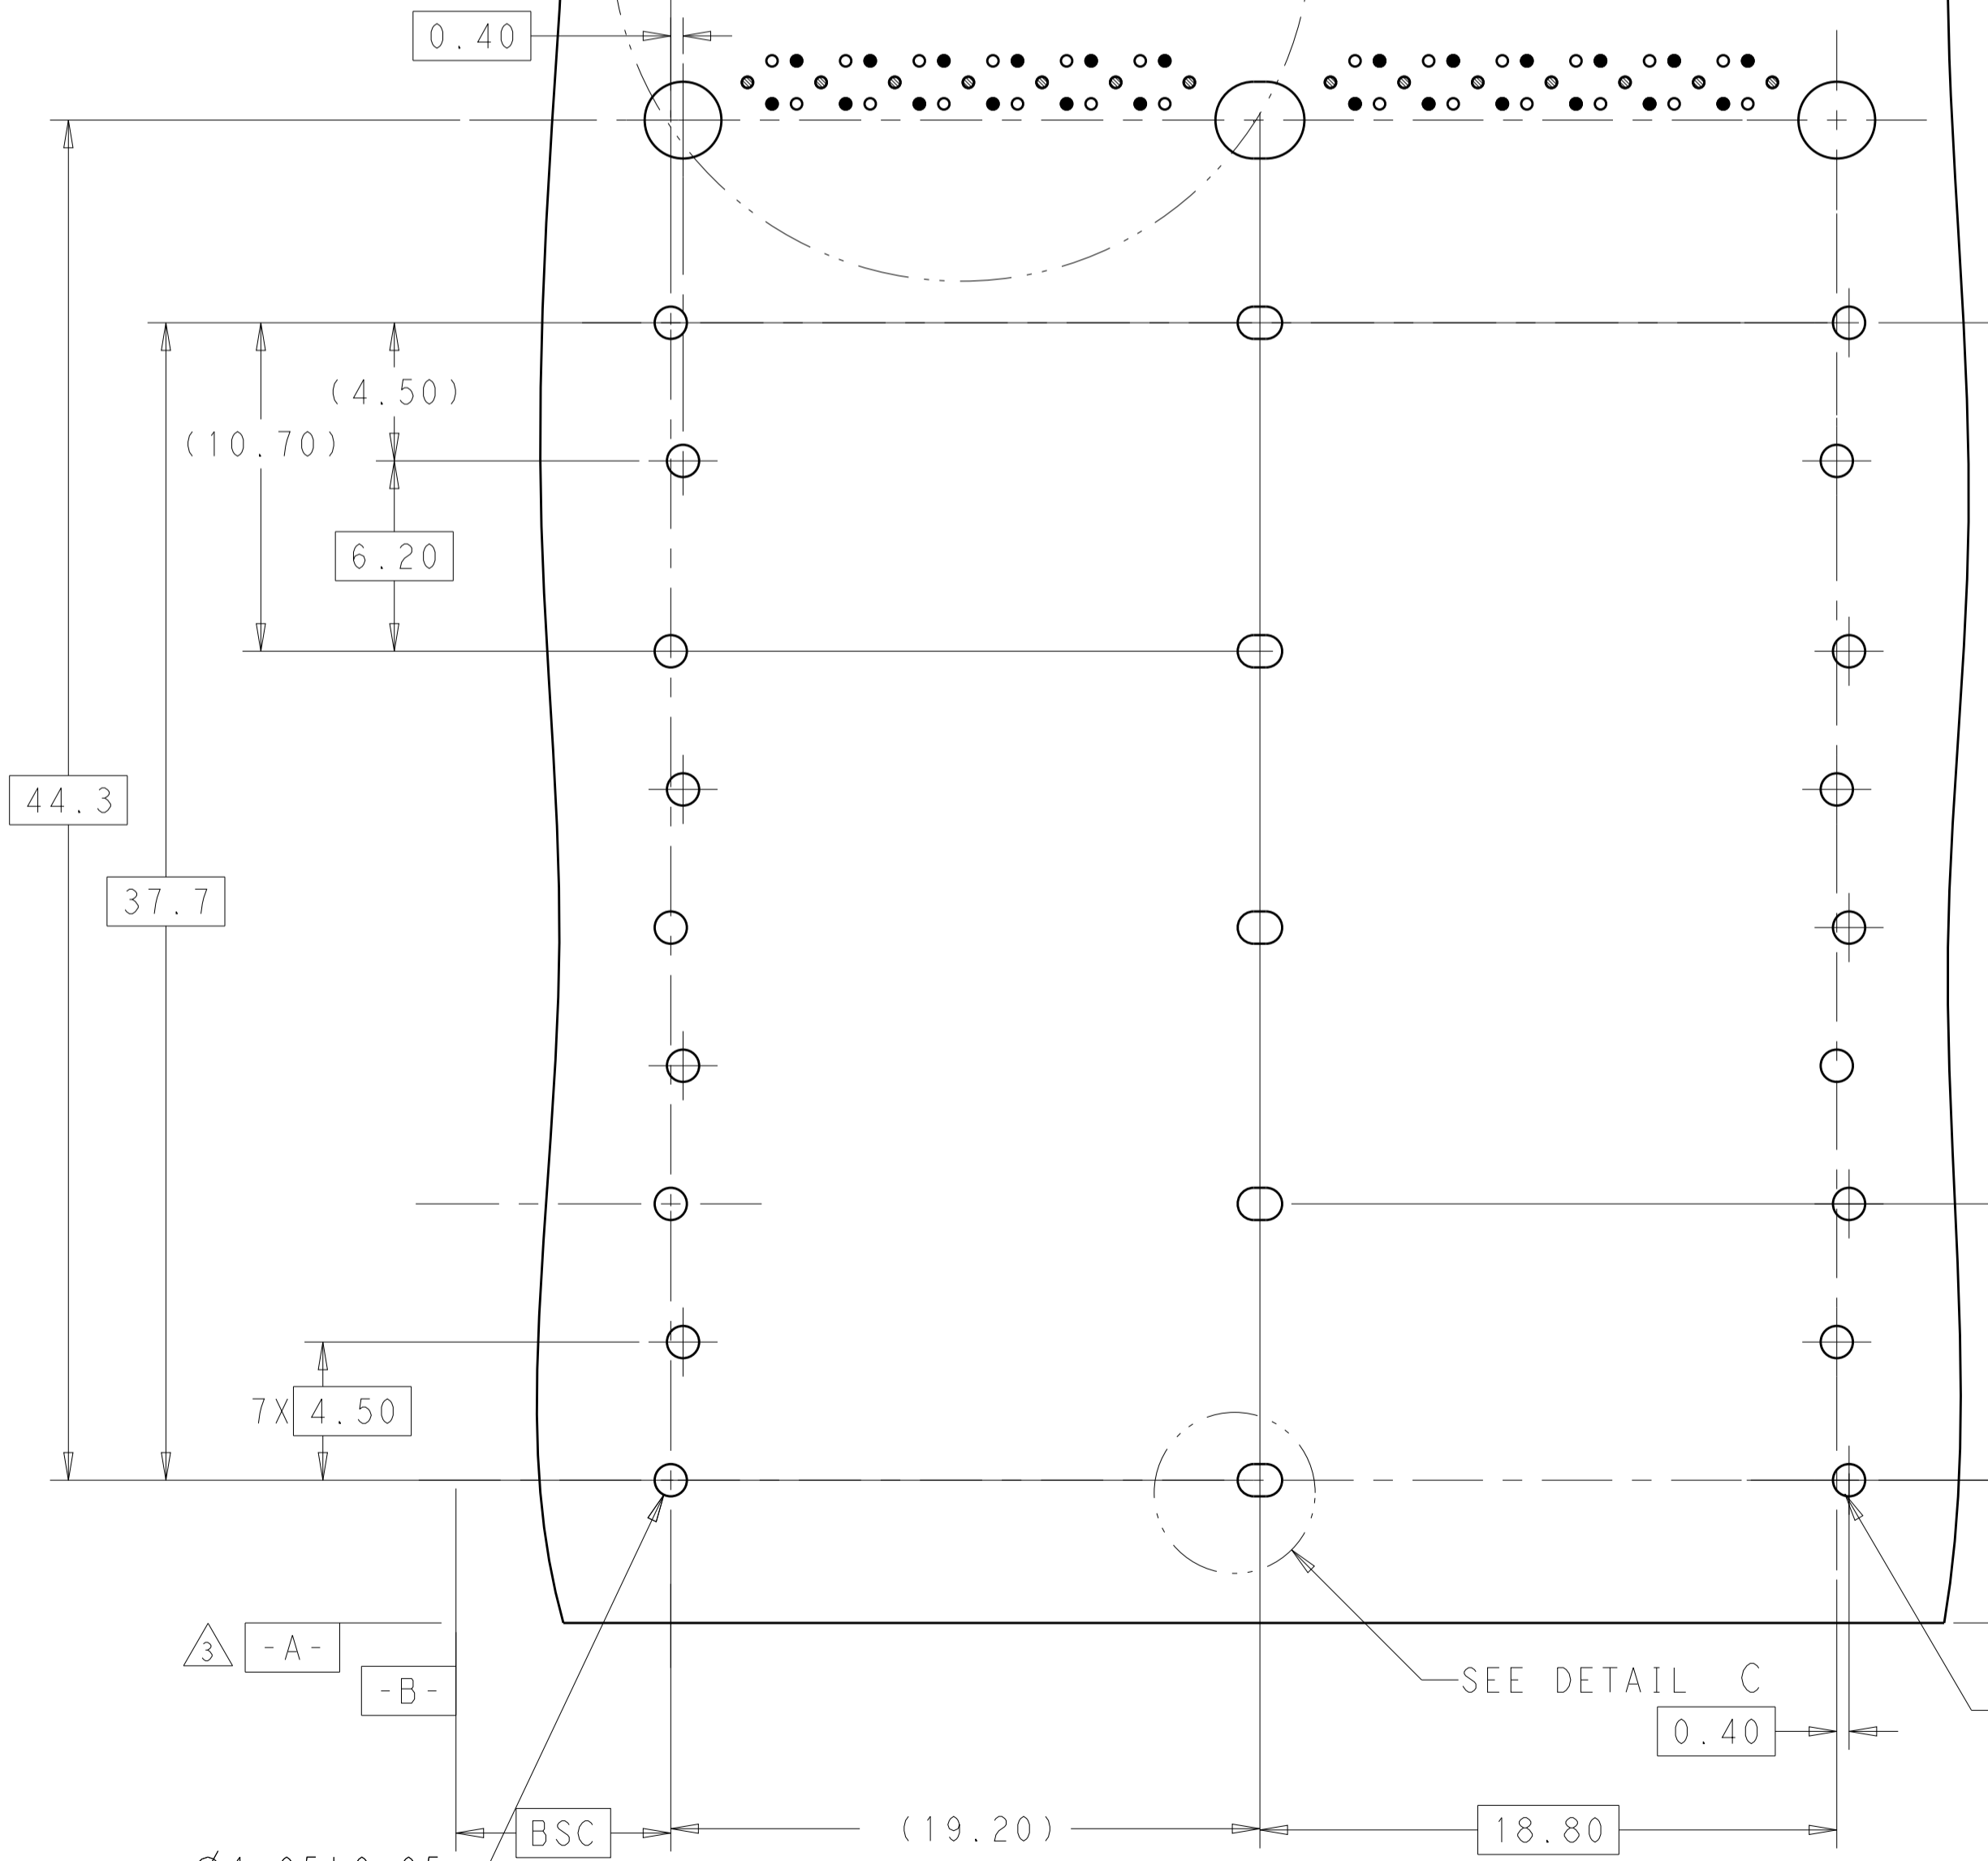 0.40
(4.50)
(10.70)
6.20
44.3
37.7
7X 4.50
3
-A-
-B-
SEE DETAIL C
0.40
BSC
(19.20)
18.80